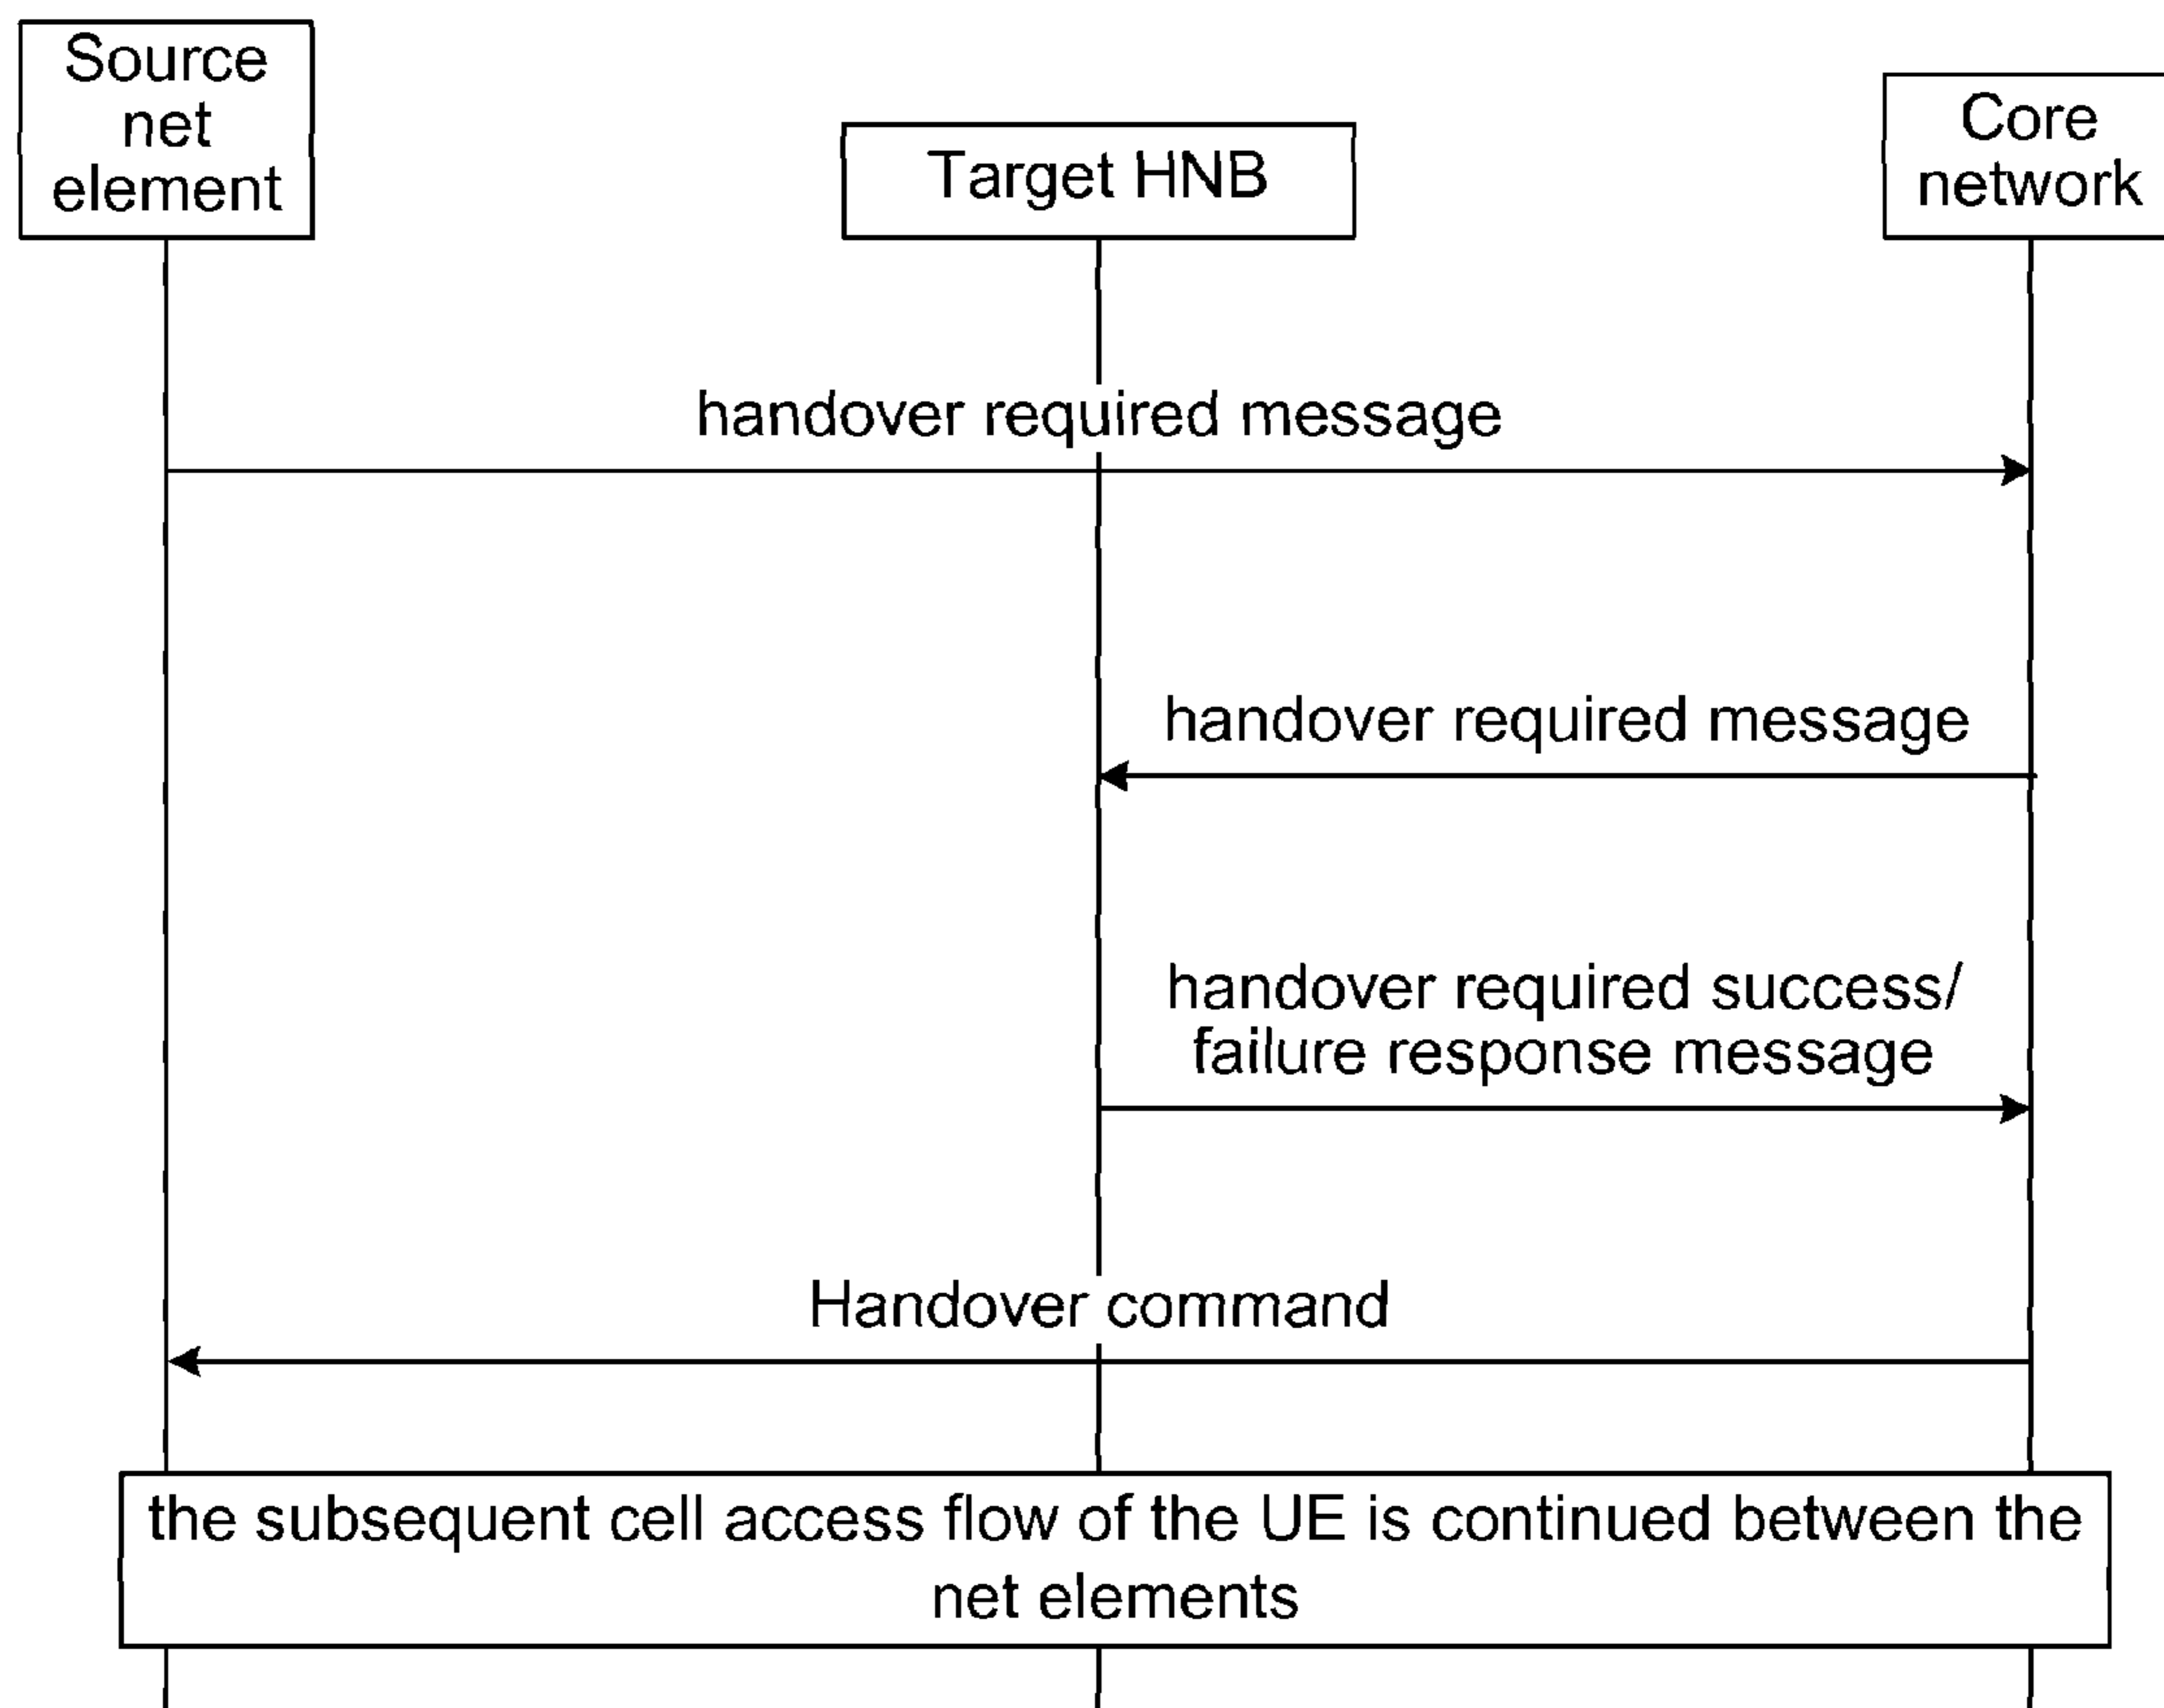 Source
net
element
Target HNB
Core
network
handover required message
handover required message
handover required success/
failure response message
Handover command
the subsequent cell access flow of the UE is continued between the
net elements